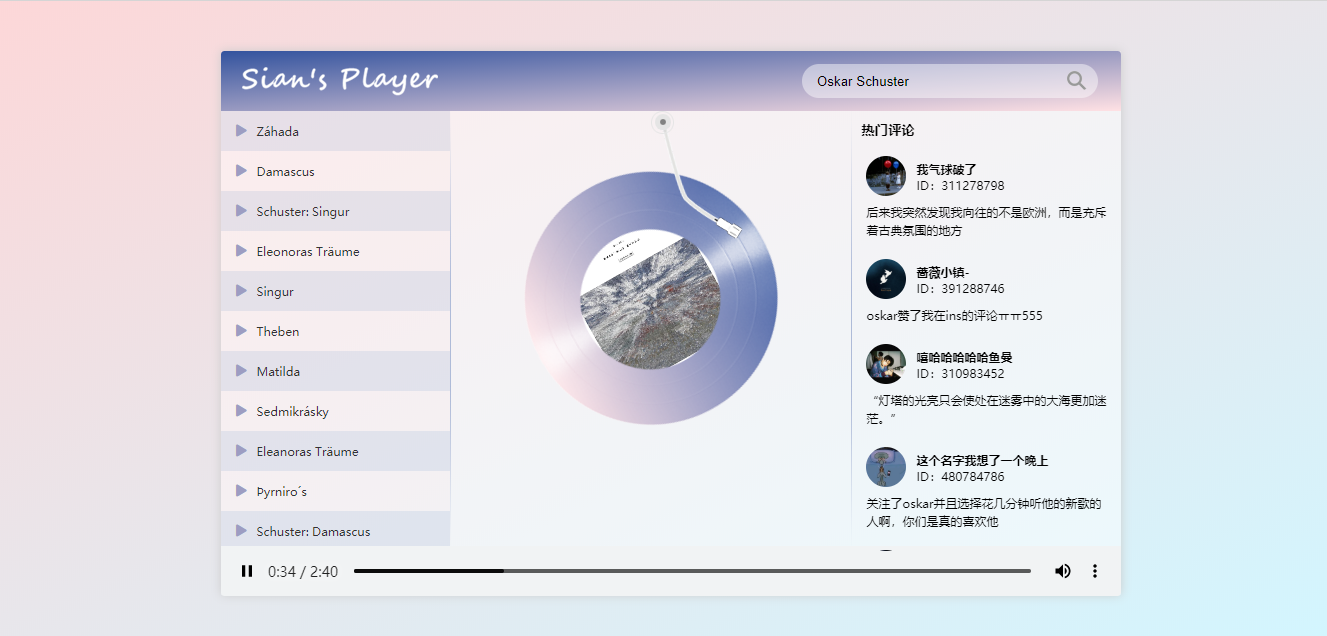 Sian's Player
Oskar Schuster
Záhada
Damascus
Schuster: Singur
Eleonoras Träume
Singur
Theben
Matilda
Sedmikrásky
Eleanoras Träume
Þyrniro´s
Schuster: Damascus
热门评论
我气球破了
ID：311278798
后来我突然发现我向往的不是欧洲，而是充斥
着古典氛围的地方
蔷薇小镇-
ID：391288746
oskar赞了我在ins的评论ㅠㅠ555
嘻哈哈哈哈哈鱼曼
ID：310983452
“灯塔的光亮只会使处在迷雾中的大海更加迷
茫。”
这个名字我想了一个晚上
ID：480784786
关注了oskar并且选择花几分钟听他的新歌的
人啊，你们是真的喜欢他
0:34 / 2:40